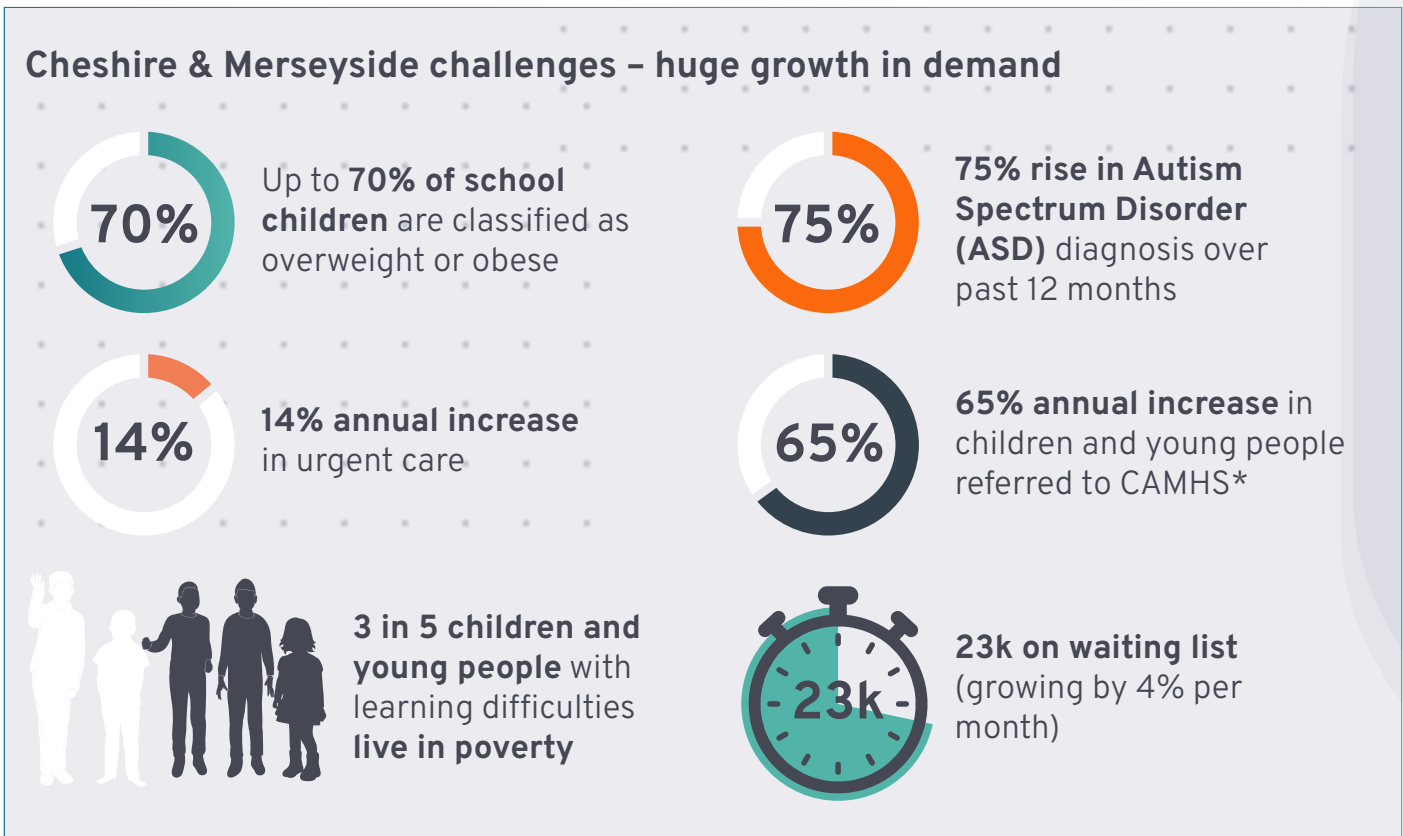 Cheshire & Merseyside challenges – huge growth in demand
70%
Up to 70% of school
children are classified as
overweight or obese
75%
75% rise in Autism
Spectrum Disorder
(ASD) diagnosis over
past 12 months
14%
14% annual increase
in urgent care
65%
65% annual increase in
children and young people
referred to CAMHS*
3 in 5 children and
young people with
learning difficulties
live in poverty
23k
23k on waiting list
(growing by 4% per
month)